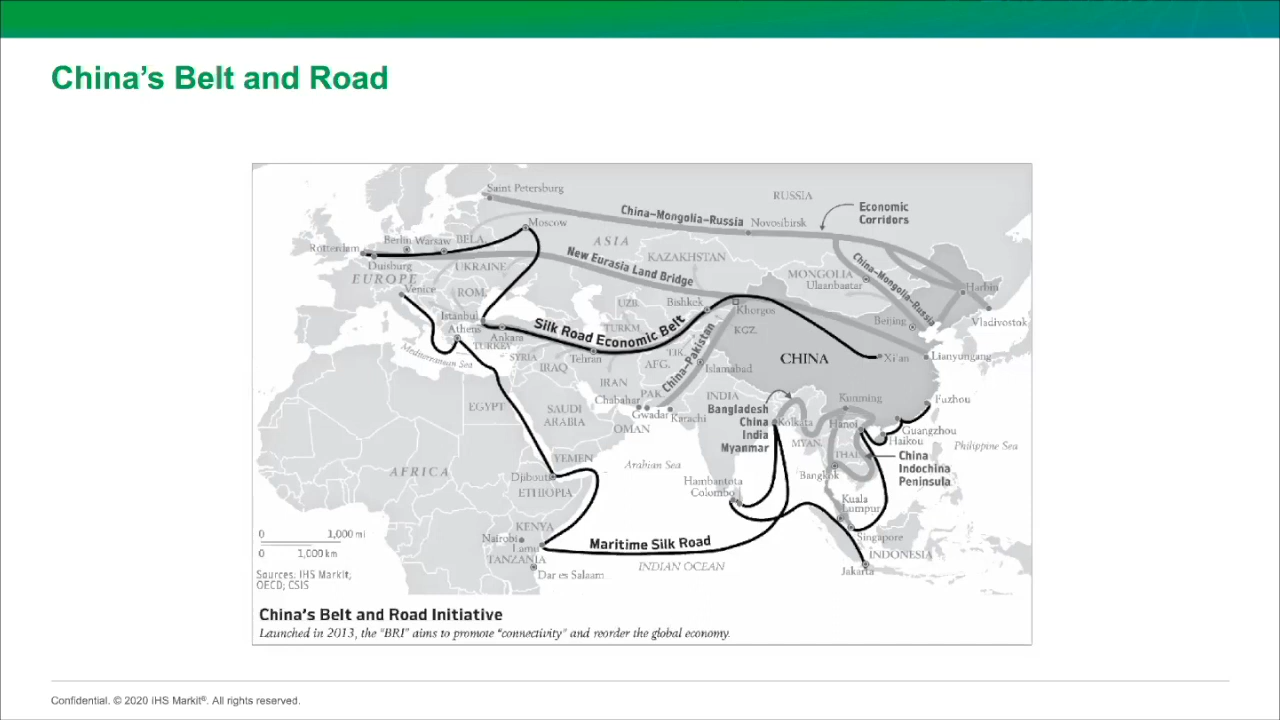 China's Belt and Road
Saint Petersburg
RUSSIA
China–Mongolia–Russia
Novosibirsk
Economic
Corridors
Moscow
ASIA
Rotterdam
Berlin
Warsaw
BELA.
New Eurasia Land Bridge
KAZAKHSTAN
China–Mongolia–Russia
Duisburg
UKRAINE
MONGOLIA
Ulaanbaatar
EUROPE
Venice
ROM.
Harbin
UZB.
Bishkek
Khorgos
Istanbul
Beijing
Vladivostok
Athens
Ankara
Silk Road Economic Belt
TURKM.
KGZ.
TURKEY
Mediterranean Sea
SYRIA
Tehran
TJK.
China–Pakistan
CHINA
Xi'an
Lianyungang
IRAQ
AFG.
Islamabad
IRAN
Chabahar
PAK.
INDIA
Kunming
Fuzhou
EGYPT
SAUDI
ARABIA
Gwadar
Karachi
Bangladesh
China
India
Myanmar
Kolkata
Hanoi
OMAN
Guangzhou
Haikou
MYAN.
Philippine Sea
YEMEN
Arabian Sea
THAI.
China
Indochina
Peninsula
AFRICA
Djibouti
Bangkok
ETHIOPIA
Hambantota
Colombo
Kuala
Lumpur
0 1,000 mi
0 1,000 km
KENYA
Nairobi
Lamu
Maritime Silk Road
Singapore
TANZANIA
INDIAN OCEAN
INDONESIA
Jakarta
Dar es Salaam
Sources: IHS Markit;
OECD; CSIS
China's Belt and Road Initiative
Launched in 2013, the "BRI" aims to promote "connectivity" and reorder the global economy.
Confidential. © 2020 IHS Markit®. All rights reserved.